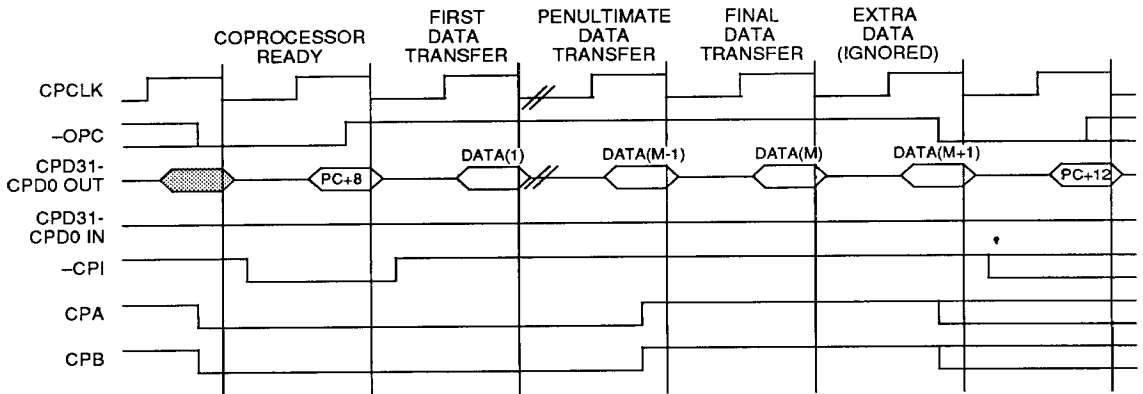 COPROCESSOR
READY
FIRST
DATA
TRANSFER
PENULTIMATE
DATA
TRANSFER
FINAL
DATA
TRANSFER
EXTRA
DATA
(IGNORED)
CPCLK
–OPC
CPD31-
CPD0 OUT
PC+8
DATA(1)
DATA(M-1)
DATA(M)
DATA(M+1)
PC+12
CPD31-
CPD0 IN
–CPI
CPA
CPB